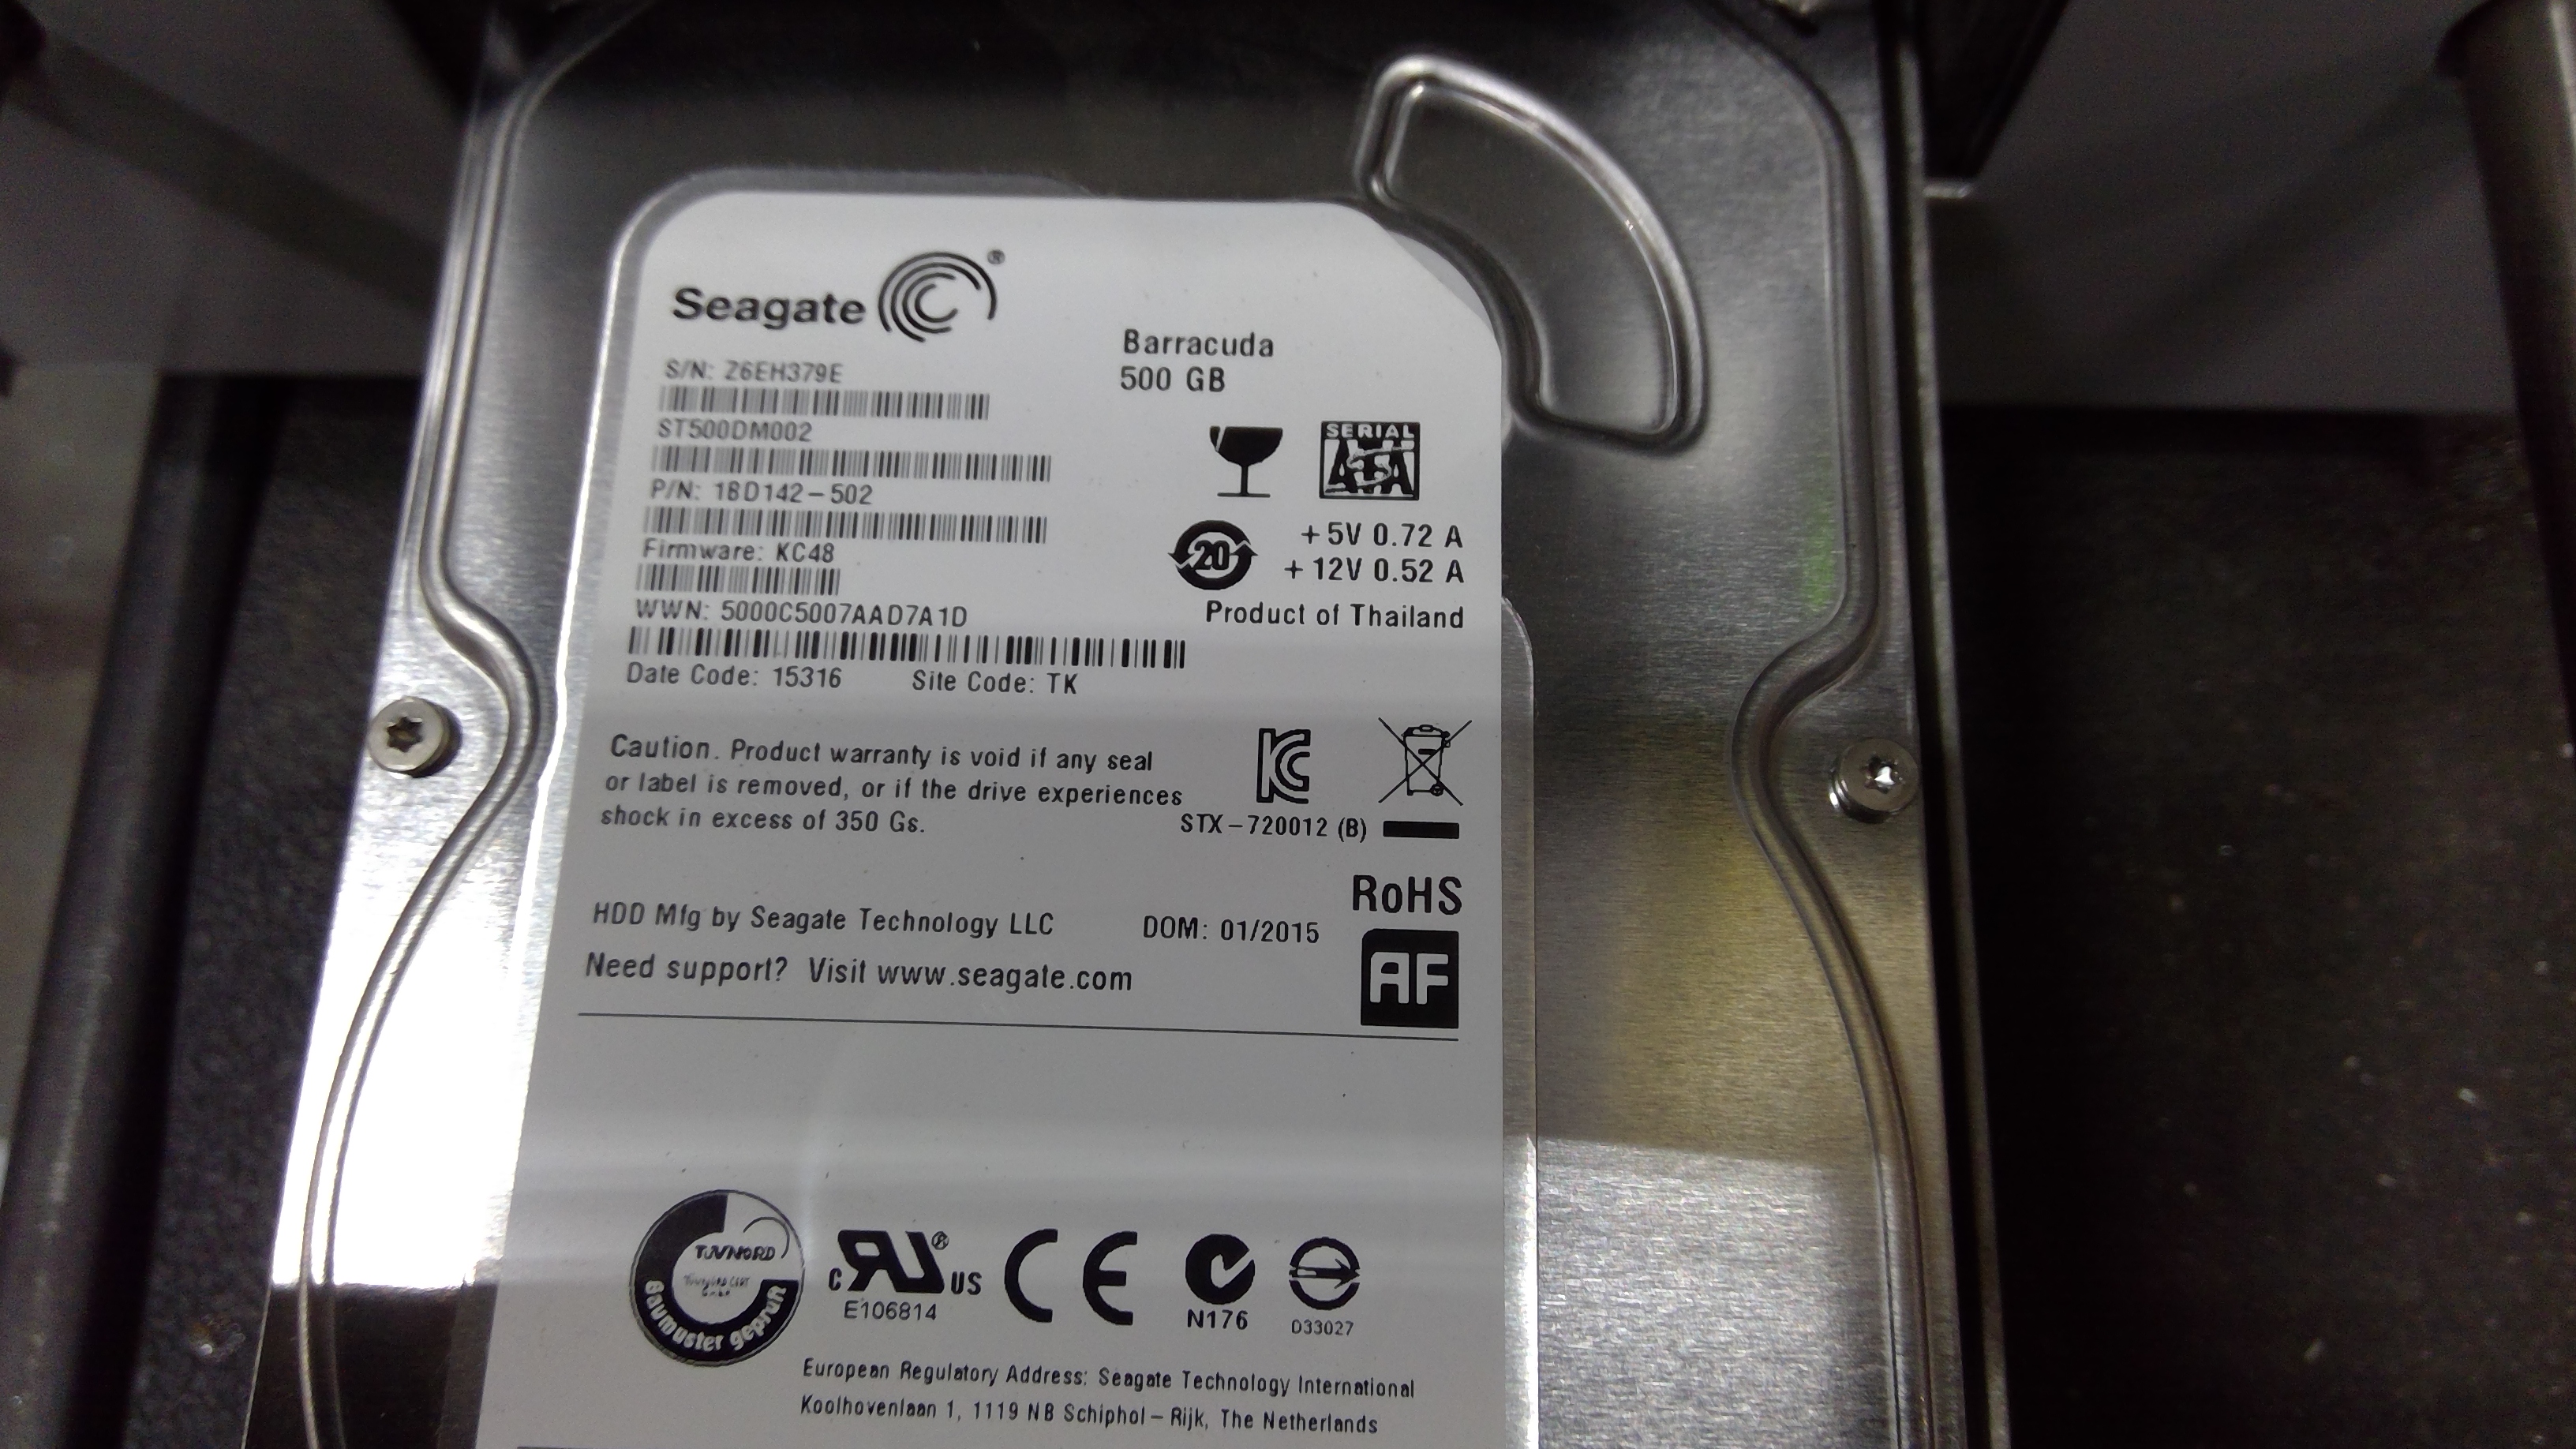 Seagate ®
Barracuda
500 GB
S/N: Z6EH379E
ST500DM002
P/N: 1BD142-502
Firmware: KC48
WWN: 5000C5007AAD7A1D
Date Code: 15316 Site Code: TK
SERIAL
ATA
20
+5V 0.72 A
+12V 0.52 A
Product of Thailand
Caution. Product warranty is void if any seal
or label is removed, or if the drive experiences
shock in excess of 350 Gs.
STX-720012 (B)
RoHS
HDD Mfg by Seagate Technology LLC DOM: 01/2015
AF
Need support? Visit www.seagate.com
TÜV NORD
Baumuster geprüft
C RU ® US
E106814
CE
N176
D33027
European Regulatory Address: Seagate Technology International
Koolhovenlaan 1, 1119 NB Schiphol-Rijk, The Netherlands